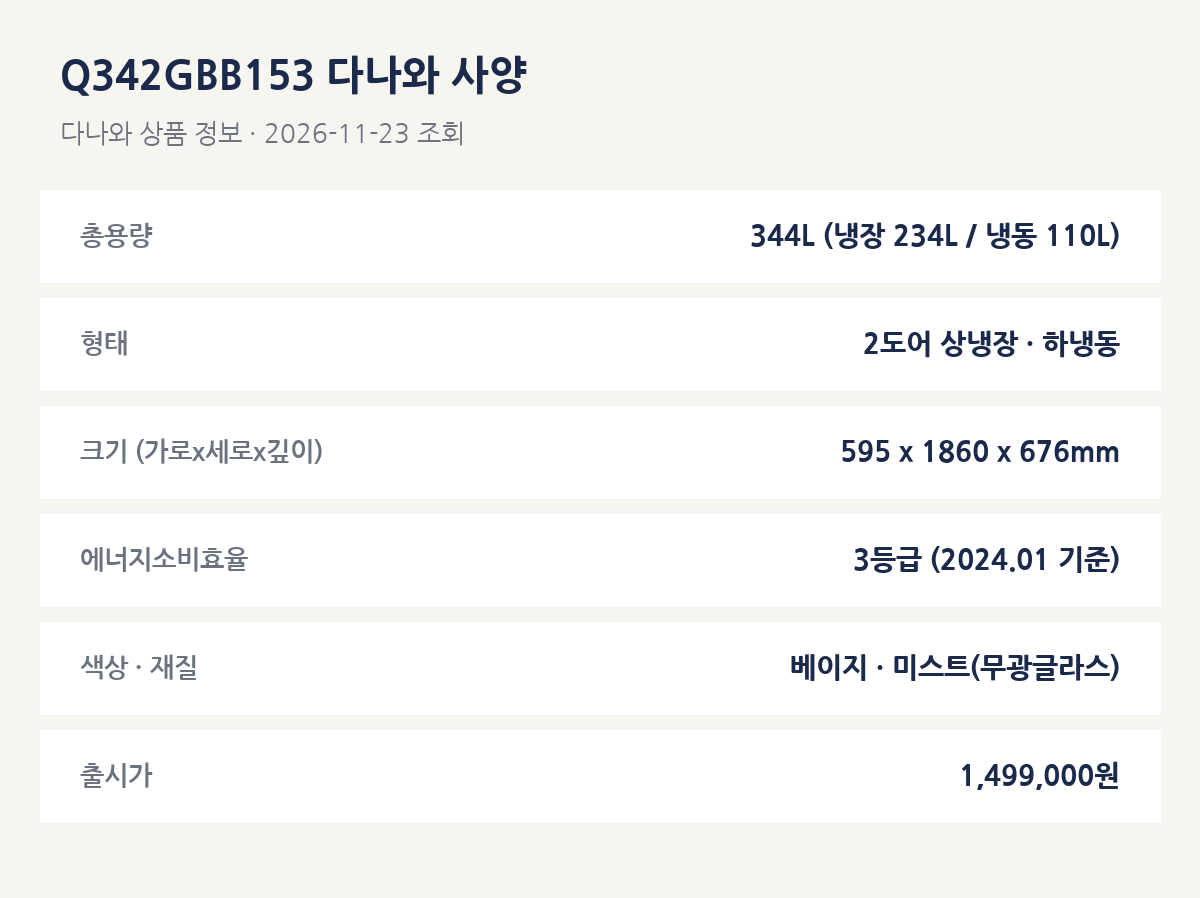 Q342GBB153 다나와 사양
다나와 상품 정보 · 2026-11-23 조회
총용량 344L (냉장 234L / 냉동 110L)
형태 2도어 상냉장 · 하냉동
크기 (가로x세로x깊이) 595 x 1860 x 676mm
에너지소비효율 3등급 (2024.01 기준)
색상 · 재질 베이지 · 미스트(무광글라스)
출시가 1,499,000원